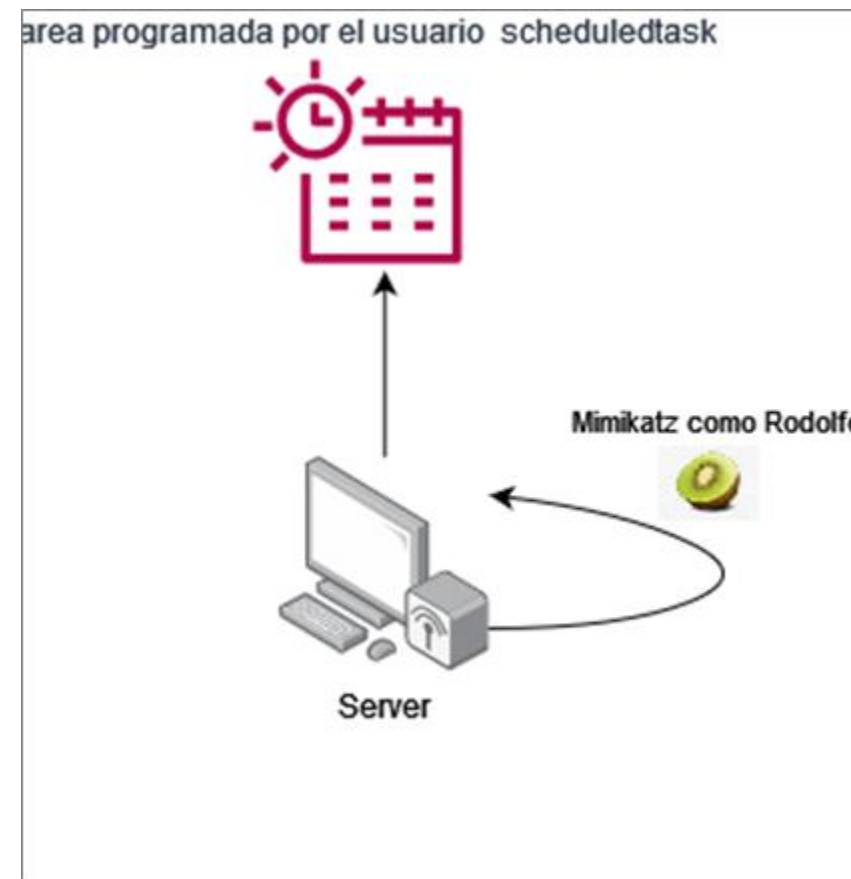 area programada por el usuario scheduledtask
Mimikatz como Rodolfo
Server